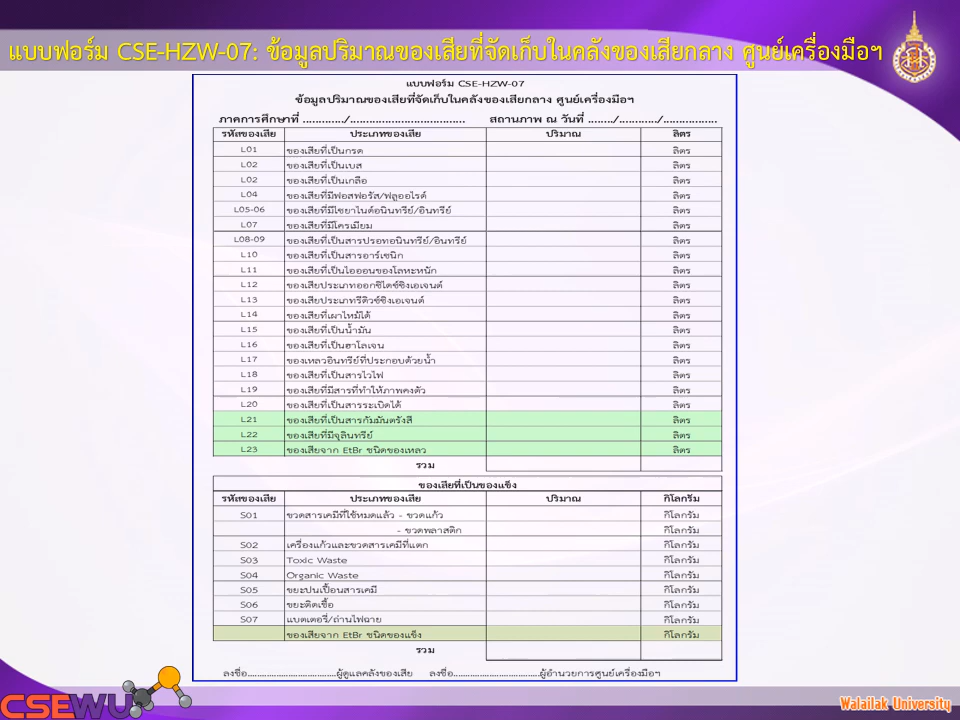 แบบฟอร์ม CSE-HZW-07: ข้อมูลปริมาณของเสียที่จัดเก็บในคลังของเสียกลาง ศูนย์เครื่องมือฯ
แบบฟอร์ม CSE-HZW-07
ข้อมูลปริมาณของเสียที่จัดเก็บในคลังของเสียกลาง ศูนย์เครื่องมือฯ
ภาคการศึกษาที่ ............/.................................. สถานภาพ ณ วันที่ ......./.........../................
รหัสของเสีย ประเภทของเสีย ปริมาณ ลิตร
L01 ของเสียที่เป็นกรด ลิตร
L02 ของเสียที่เป็นเบส ลิตร
L02 ของเสียที่เป็นเกลือ ลิตร
L04 ของเสียที่มีฟอสฟอรัส/ฟลูออไรด์ ลิตร
L05-06 ของเสียที่มีไซยาไนด์อนินทรีย์/อินทรีย์ ลิตร
L07 ของเสียที่มีโครเมียม ลิตร
L08-09 ของเสียที่เป็นสารปรอทอนินทรีย์/อินทรีย์ ลิตร
L10 ของเสียที่เป็นสารอาร์เซนิก ลิตร
L11 ของเสียที่เป็นไอออนของโลหะหนัก ลิตร
L12 ของเสียประเภทออกซิไดซ์ซิงเอเจนต์ ลิตร
L13 ของเสียประเภทรีดิวซ์ซิงเอเจนต์ ลิตร
L14 ของเสียที่เผาไหม้ได้ ลิตร
L15 ของเสียที่เป็นน้ำมัน ลิตร
L16 ของเสียที่เป็นฮาโลเจน ลิตร
L17 ของเหลวอินทรีย์ที่ประกอบด้วยน้ำ ลิตร
L18 ของเสียที่เป็นสารไวไฟ ลิตร
L19 ของเสียที่มีสารที่ทำให้ภาพคงตัว ลิตร
L20 ของเสียที่เป็นสารระเบิดได้ ลิตร
L21 ของเสียที่เป็นสารกัมมันตรังสี ลิตร
L22 ของเสียที่มีจุลินทรีย์ ลิตร
L23 ของเสียจาก EtBr ชนิดของเหลว ลิตร
รวม
ของเสียที่เป็นของแข็ง
รหัสของเสีย ประเภทของเสีย ปริมาณ กิโลกรัม
S01 ขวดสารเคมีที่ใช้หมดแล้ว - ขวดแก้ว กิโลกรัม
- ขวดพลาสติก กิโลกรัม
S02 เครื่องแก้วและขวดสารเคมีที่แตก กิโลกรัม
S03 Toxic Waste กิโลกรัม
S04 Organic Waste กิโลกรัม
S05 ขยะปนเปื้อนสารเคมี กิโลกรัม
S06 ขยะติดเชื้อ กิโลกรัม
S07 แบตเตอรี่/ถ่านไฟฉาย กิโลกรัม
ของเสียจาก EtBr ชนิดของแข็ง กิโลกรัม
รวม
ลงชื่อ...................................ผู้ดูแลคลังของเสีย ลงชื่อ..................................ผู้อำนวยการศูนย์เครื่องมือฯ
CSEWU
Walailak University